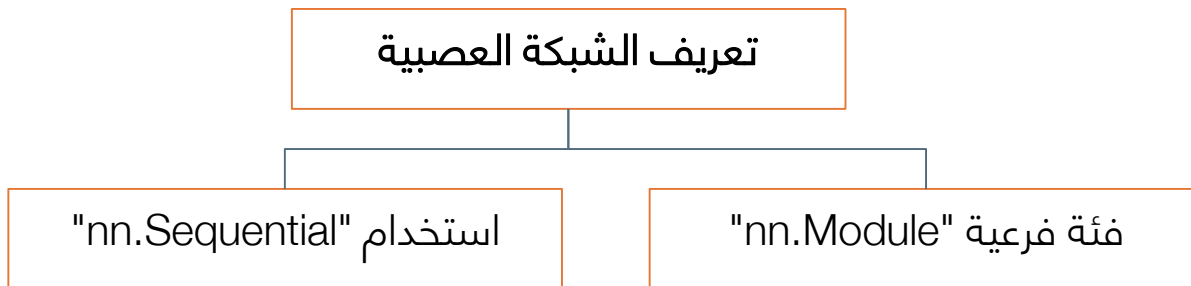 تعريف الشبكة العصبية
فئة فرعية "nn.Module"
استخدام "nn.Sequential"